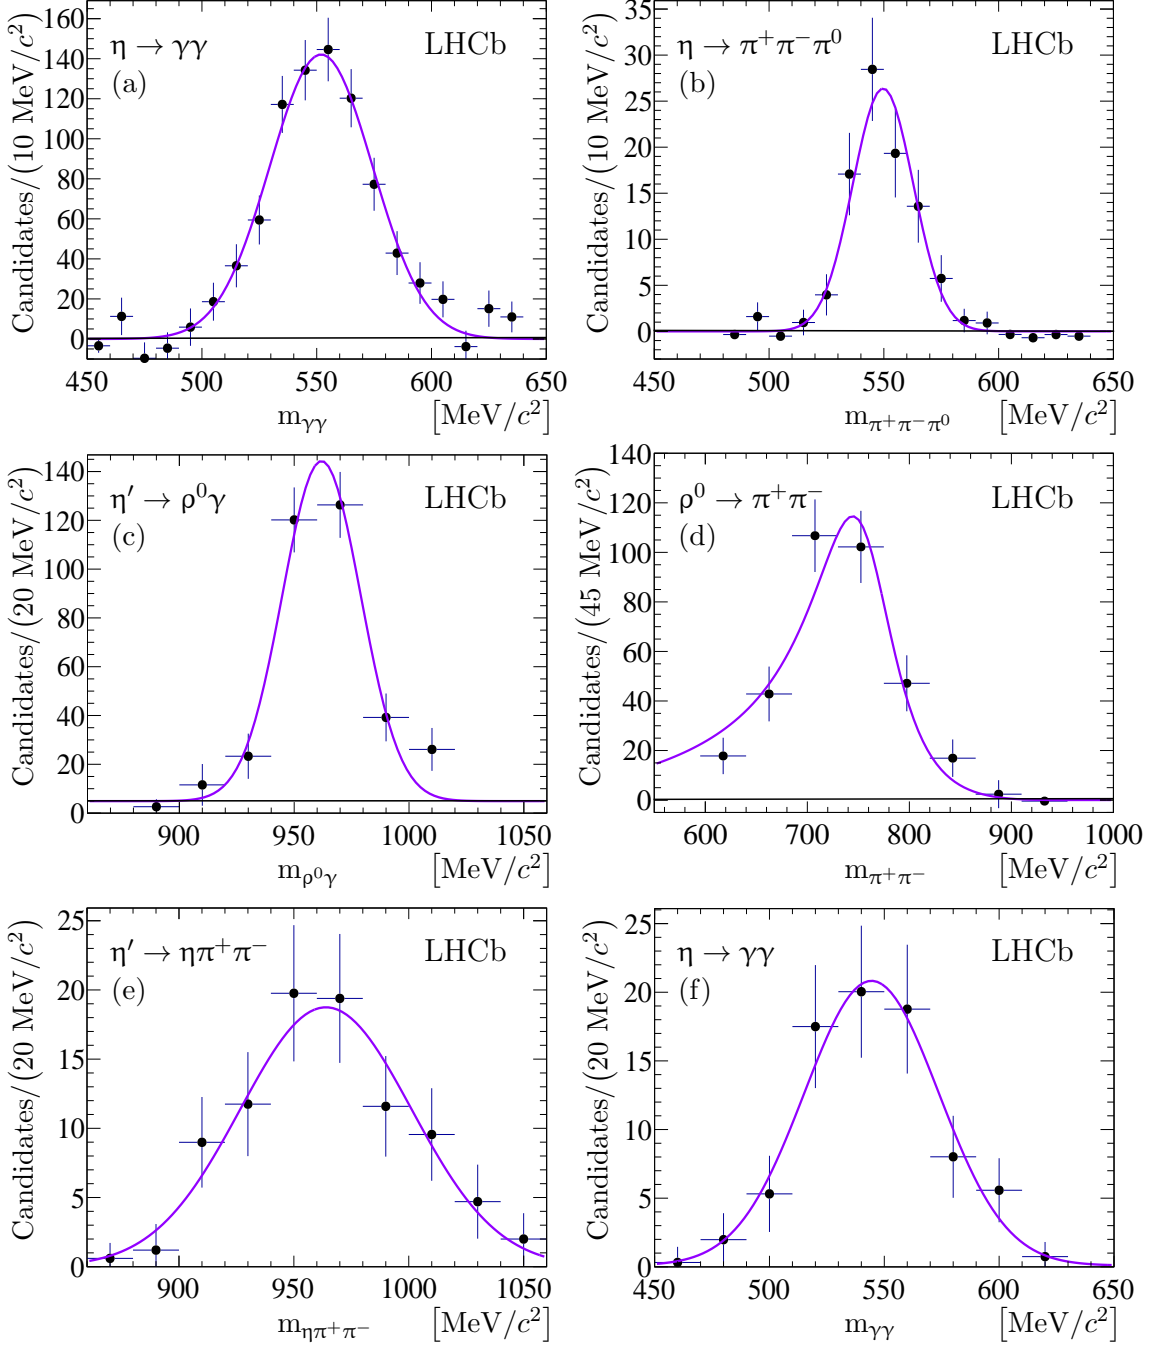 Candidates/(10 MeV/c²)
160
140
120
100
80
60
40
20
0
η → γγ
(a)
LHCb
450 500 550 600 650
m_γγ [MeV/c²]
Candidates/(10 MeV/c²)
35
30
25
20
15
10
5
0
η → π⁺π⁻π⁰
(b)
LHCb
450 500 550 600 650
m_π⁺π⁻π⁰ [MeV/c²]
Candidates/(20 MeV/c²)
140
120
100
80
60
40
20
0
η′ → ρ⁰γ
(c)
LHCb
900 950 1000 1050
m_ρ⁰γ [MeV/c²]
Candidates/(45 MeV/c²)
140
120
100
80
60
40
20
0
ρ⁰ → π⁺π⁻
(d)
LHCb
600 700 800 900 1000
m_π⁺π⁻ [MeV/c²]
Candidates/(20 MeV/c²)
25
20
15
10
5
0
η′ → ηπ⁺π⁻
(e)
LHCb
900 950 1000 1050
m_ηπ⁺π⁻ [MeV/c²]
Candidates/(20 MeV/c²)
25
20
15
10
5
0
η → γγ
(f)
LHCb
450 500 550 600 650
m_γγ [MeV/c²]